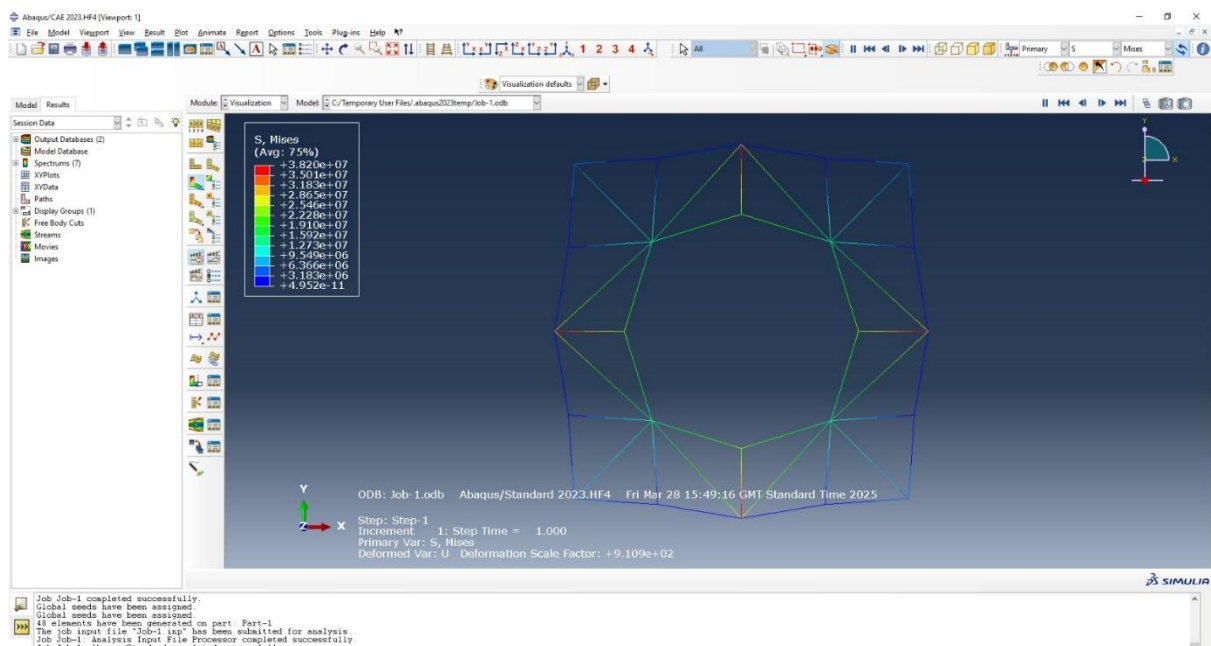 Abaqus/CAE 2023.HF4 [Viewport: 1]
File Model Viewport View Result Plot Animate Report Options Tools Plug-ins Help
All
1 2 3 4
Primary S Mises
Visualization defaults
Model Results
Module: Visualization Model: C:/Temporary User Files/.abaqus2023temp/Job-1.odb
Session Data
Output Databases (2)
Model Database
Spectrums (7)
XYPlots
XYData
Paths
Display Groups (1)
Free Body Cuts
Streams
Movies
Images
S, Mises
(Avg: 75%)
+3.820e+07
+3.501e+07
+3.183e+07
+2.865e+07
+2.546e+07
+2.228e+07
+1.910e+07
+1.592e+07
+1.273e+07
+9.549e+06
+6.366e+06
+3.183e+06
+4.952e-11
Y
X
Z
Y
X
Z
ODB: Job-1.odb Abaqus/Standard 2023.HF4 Fri Mar 28 15:49:16 GMT Standard Time 2025
Step: Step-1
Increment 1: Step Time = 1.000
Primary Var: S, Mises
Deformed Var: U Deformation Scale Factor: +9.109e+02
SIMULIA
Job Job-1 completed successfully.
Global seeds have been assigned.
Global seeds have been assigned.
48 elements have been generated on part: Part-1
The job input file "Job-1.inp" has been submitted for analysis.
Job Job-1: Analysis Input File Processor completed successfully.